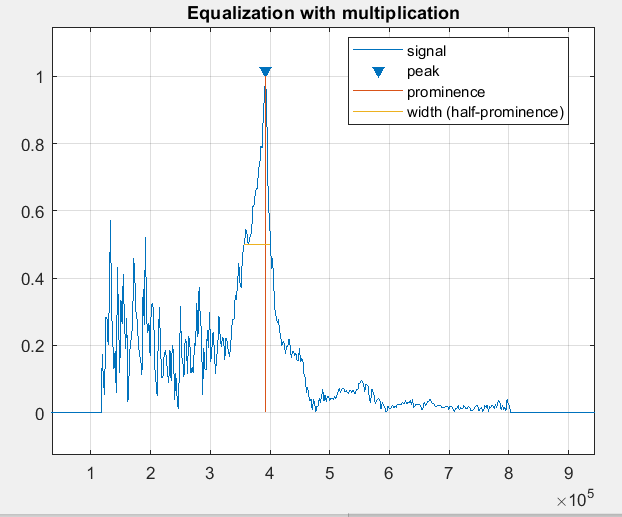 Equalization with multiplication
signal
peak
prominence
width (half-prominence)
1
0.8
0.6
0.4
0.2
0
1 2 3 4 5 6 7 8 9
×10^5